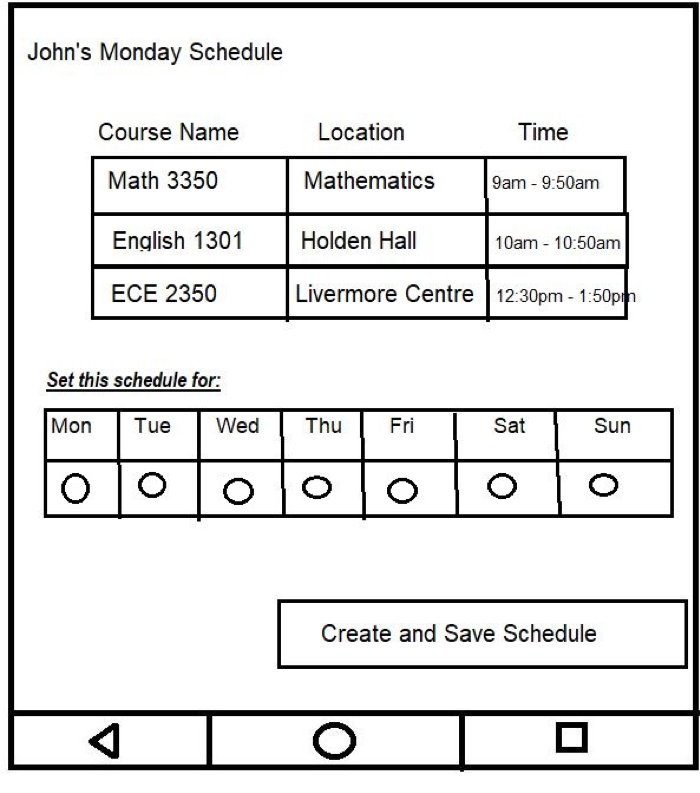 John's Monday Schedule
Course Name Location Time
Math 3350 Mathematics 9am - 9:50am
English 1301 Holden Hall 10am - 10:50am
ECE 2350 Livermore Centre 12:30pm - 1:50pm
Set this schedule for:
Mon Tue Wed Thu Fri Sat Sun
Create and Save Schedule